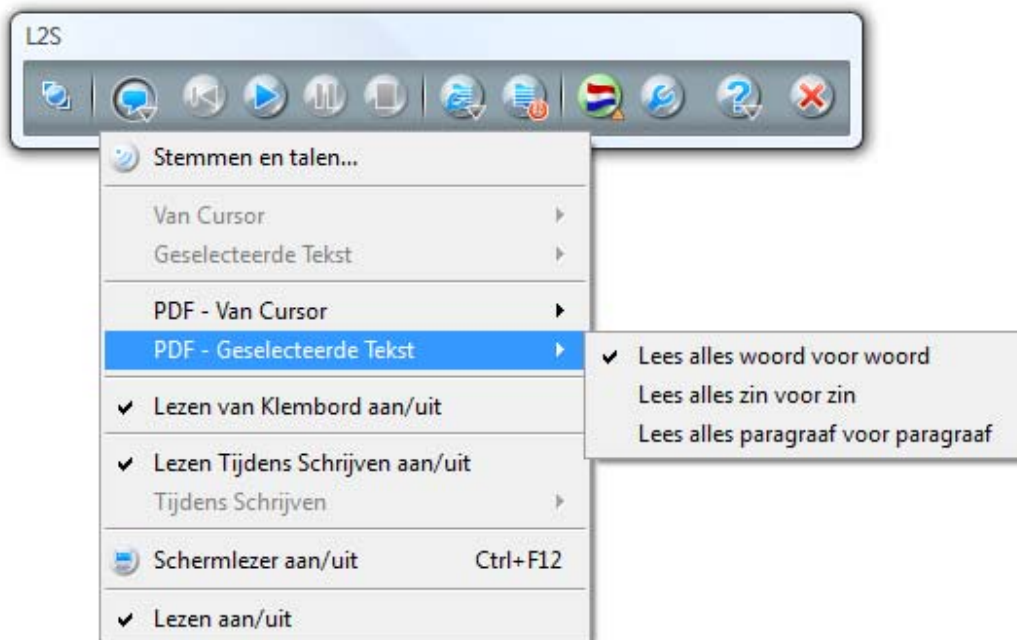 L2S
Stemmen en talen...
Van Cursor
Geselecteerde Tekst
PDF - Van Cursor
PDF - Geselecteerde Tekst
Lees alles woord voor woord
Lees alles zin voor zin
Lees alles paragraaf voor paragraaf
Lezen van Klembord aan/uit
Lezen Tijdens Schrijven aan/uit
Tijdens Schrijven
Schermlezer aan/uit Ctrl+F12
Lezen aan/uit